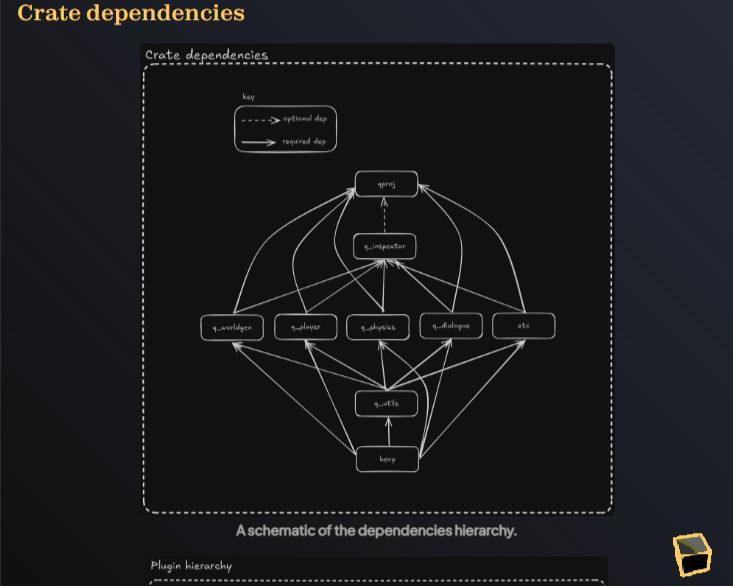 Crate dependencies
Crate dependencies
key
optional dep
required dep
qproj
q_inspector
q_worldgen
q_player
q_physics
q_dialogue
etc
q_utils
bevy
A schematic of the dependencies hierarchy.
Plugin hierarchy